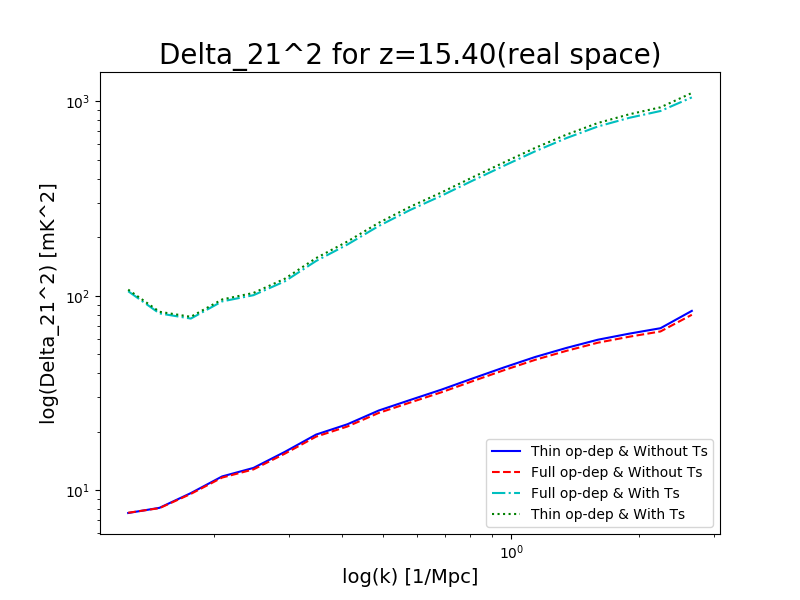 Delta_21^2 for z=15.40(real space)
log(Delta_21^2) [mK^2]
10^3
10^2
10^1
Thin op-dep & Without Ts
Full op-dep & Without Ts
Full op-dep & With Ts
Thin op-dep & With Ts
10^0
log(k) [1/Mpc]